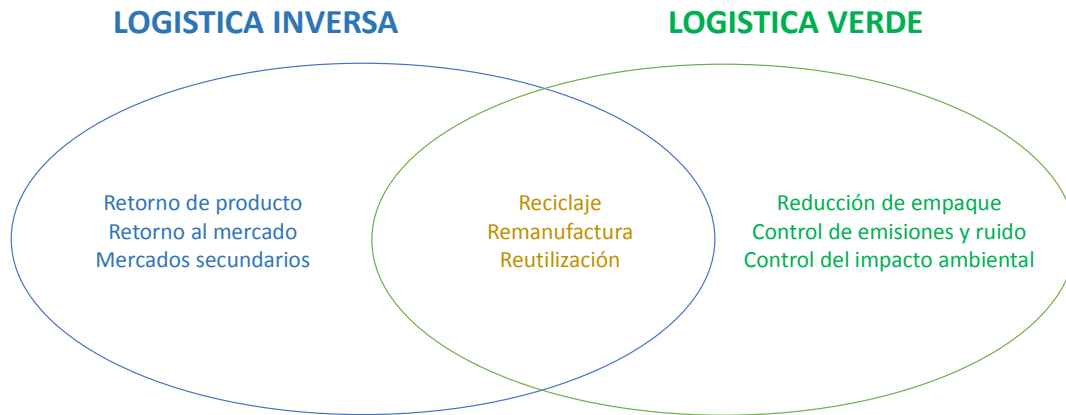 LOGISTICA INVERSA
LOGISTICA VERDE
Retorno de producto
Retorno al mercado
Mercados secundarios
Reciclaje
Remanufactura
Reutilización
Reducción de empaque
Control de emisiones y ruido
Control del impacto ambiental